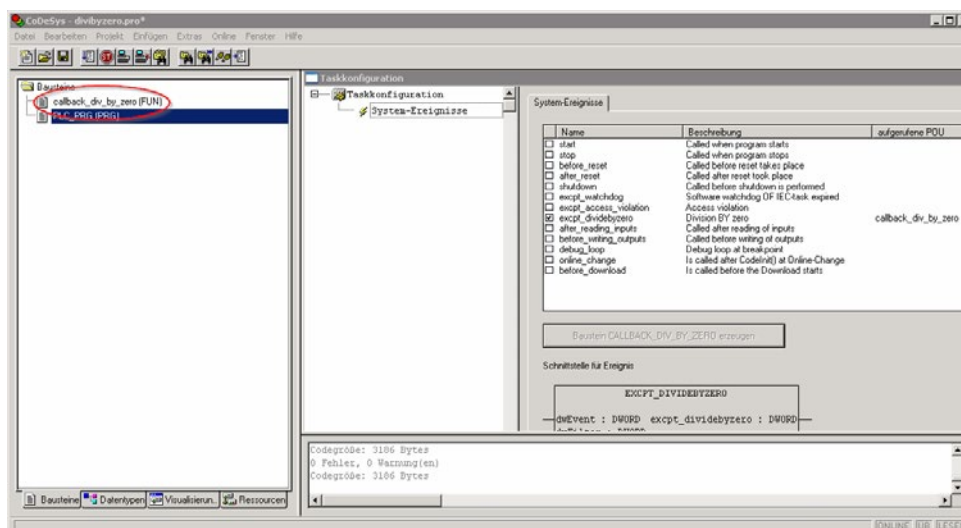 CoDeSys - divibyzero.pro*
Datei Bearbeiten Projekt Einfügen Extras Online Fenster Hilfe
Bausteine
callback_div_by_zero (FUN)
PLC_PRG (PRG)
Bausteine Datentypen Visualisierun... Ressourcen
Taskkonfiguration
Taskkonfiguration
System-Ereignisse
System-Ereignisse
Name Beschreibung aufgerufene POU
start Called when program starts
stop Called when program stops
before_reset Called before reset takes place
after_reset Called after reset took place
shutdown Called before shutdown is performed
excpt_watchdog Software watchdog OF IEC-task expired
excpt_access_violation Access violation
excpt_dividebyzero Division BY zero callback_div_by_zero
after_reading_inputs Called after reading of inputs
before_writing_outputs Called before writing of outputs
debug_loop Debug loop at breakpoint
online_change Is called after CodeInit() at Online-Change
before_download Is called before the Download starts
Baustein CALLBACK_DIV_BY_ZERO erzeugen
Schnittstelle für Ereignis
EXCPT_DIVIDEBYZERO
dwEvent : DWORD excpt_dividebyzero : DWORD
Codegröße: 3186 Bytes
0 Fehler, 0 Warnung(en)
Codegröße: 3186 Bytes
ONLINE ÜB LESE